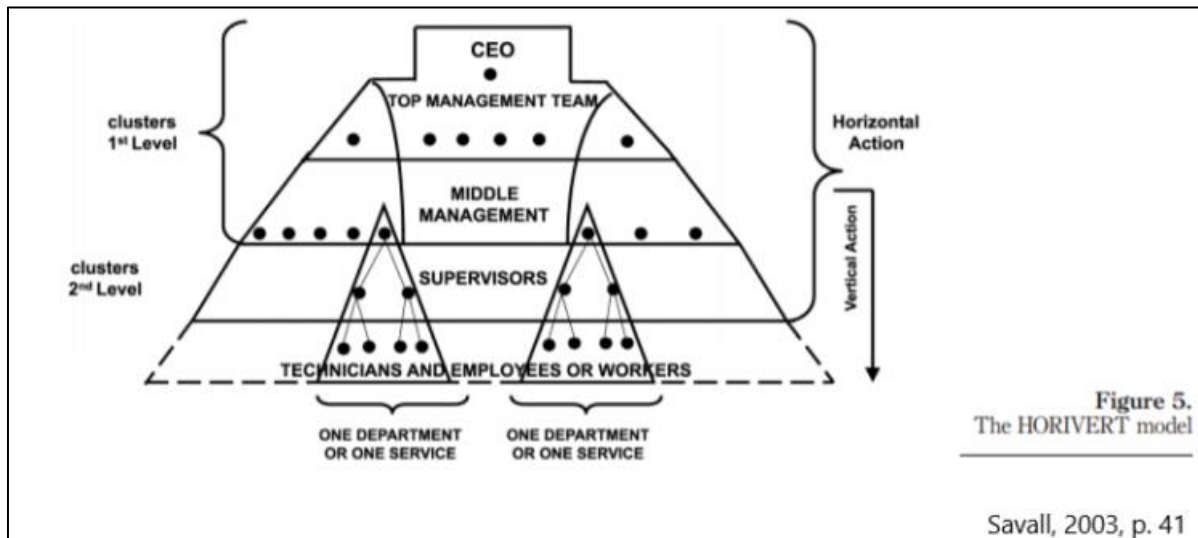 CEO
TOP MANAGEMENT TEAM
clusters
1st Level
Horizontal
Action
MIDDLE
MANAGEMENT
Vertical Action
clusters
2nd Level
SUPERVISORS
TECHNICIANS AND EMPLOYEES OR WORKERS
ONE DEPARTMENT
OR ONE SERVICE
ONE DEPARTMENT
OR ONE SERVICE
Figure 5.
The HORIVERT model
Savall, 2003, p. 41